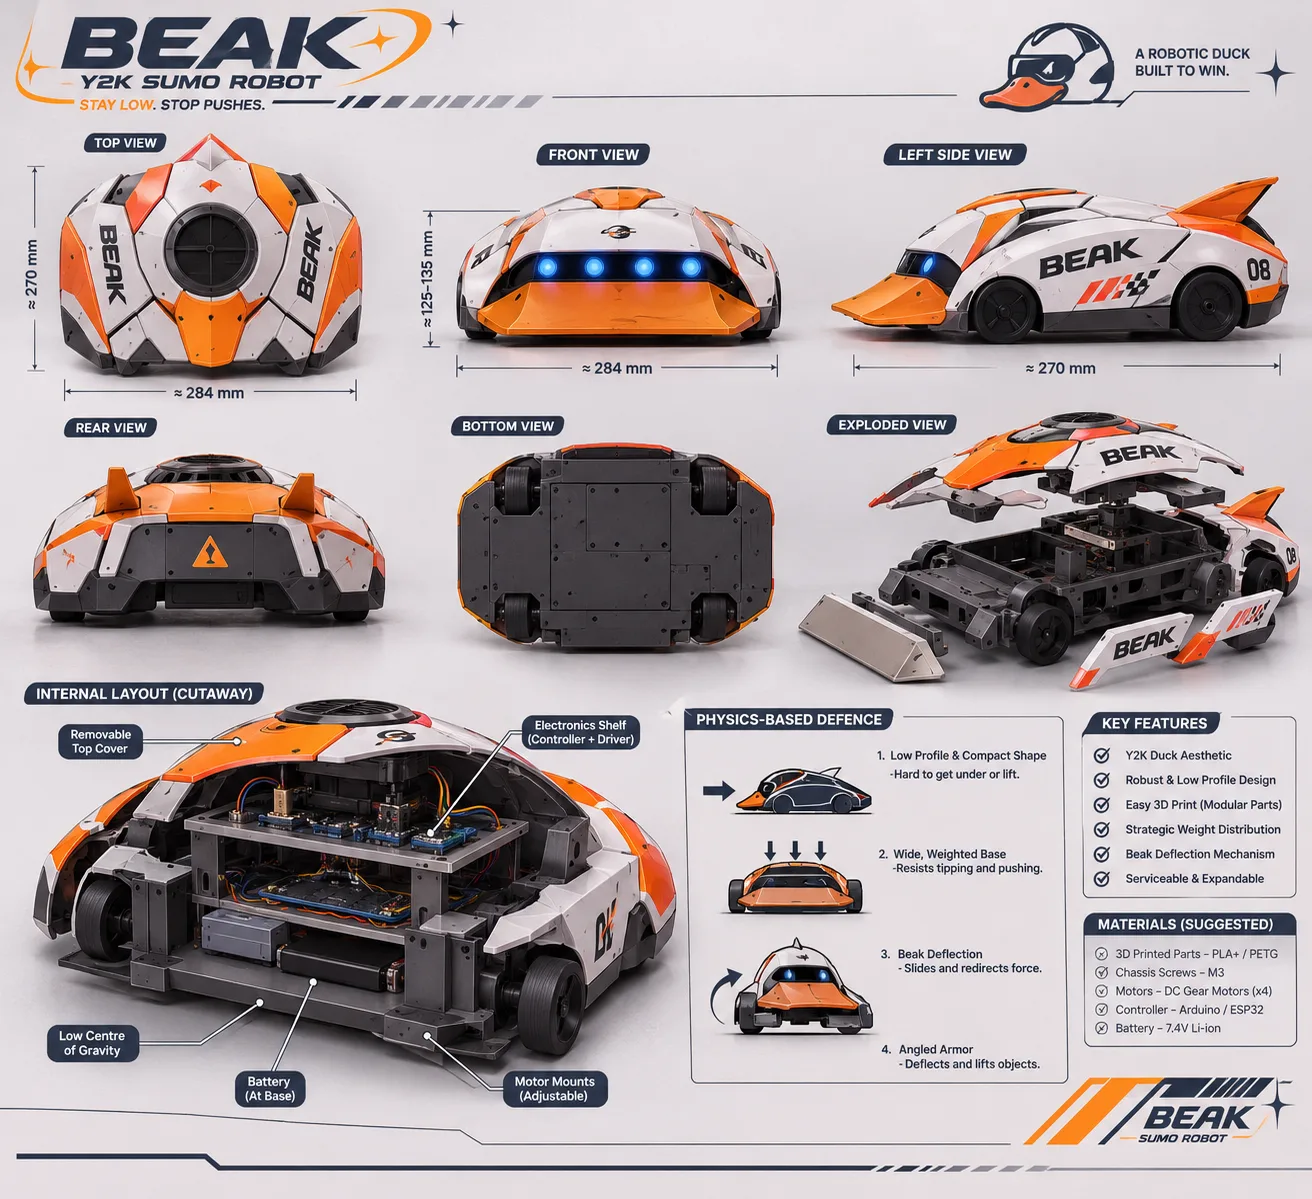 BEAK
Y2K SUMO ROBOT
STAY LOW. STOP PUSHES.
A ROBOTIC DUCK
BUILT TO WIN.
TOP VIEW
≈ 270 mm
BEAK
BEAK
≈ 284 mm
FRONT VIEW
≈125-135 mm
≈ 284 mm
LEFT SIDE VIEW
BEAK
08
≈ 270 mm
REAR VIEW
BOTTOM VIEW
EXPLODED VIEW
BEAK
08
BEAK
INTERNAL LAYOUT (CUTAWAY)
Removable
Top Cover
Electronics Shelf
(Controller + Driver)
Low Centre
of Gravity
Battery
(At Base)
Motor Mounts
(Adjustable)
PHYSICS-BASED DEFENCE
1. Low Profile & Compact Shape
-Hard to get under or lift.
2. Wide, Weighted Base
-Resists tipping and pushing.
3. Beak Deflection
- Slides and redirects force.
4. Angled Armor
- Deflects and lifts objects.
KEY FEATURES
Y2K Duck Aesthetic
Robust & Low Profile Design
Easy 3D Print (Modular Parts)
Strategic Weight Distribution
Beak Deflection Mechanism
Serviceable & Expandable
MATERIALS (SUGGESTED)
3D Printed Parts – PLA+ / PETG
Chassis Screws – M3
Motors – DC Gear Motors (x4)
Controller – Arduino / ESP32
Battery – 7.4V Li-ion
BEAK
SUMO ROBOT